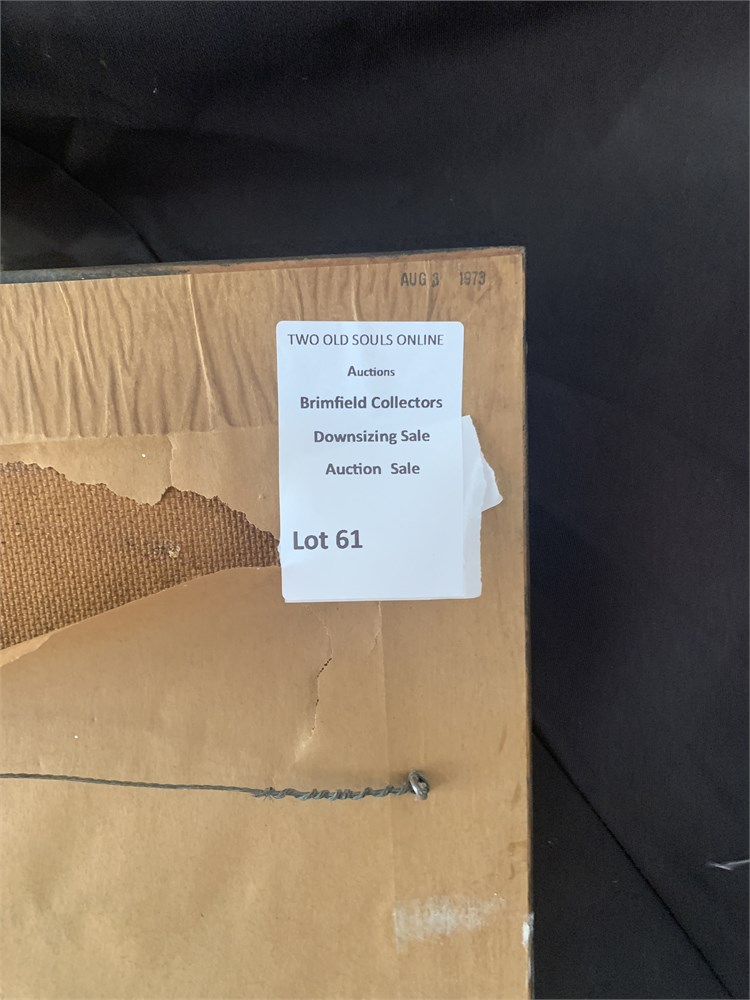 AUG 3 1973
TWO OLD SOULS ONLINE
Auctions
Brimfield Collectors
Downsizing Sale
Auction Sale
Lot 61